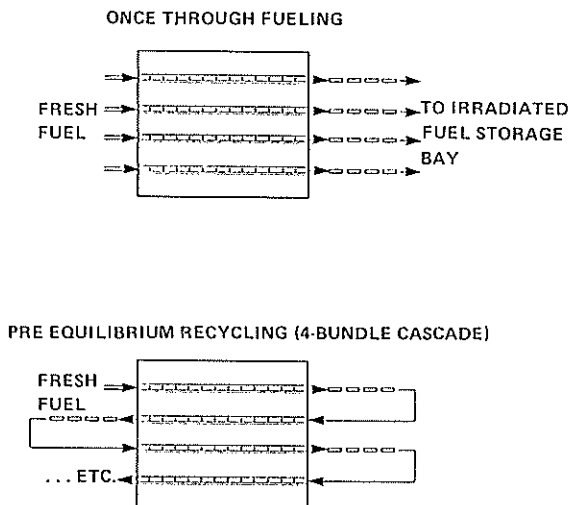 ONCE THROUGH FUELING
FRESH
FUEL
TO IRRADIATED
FUEL STORAGE
BAY
PRE EQUILIBRIUM RECYCLING (4-BUNDLE CASCADE)
FRESH
FUEL
... ETC.